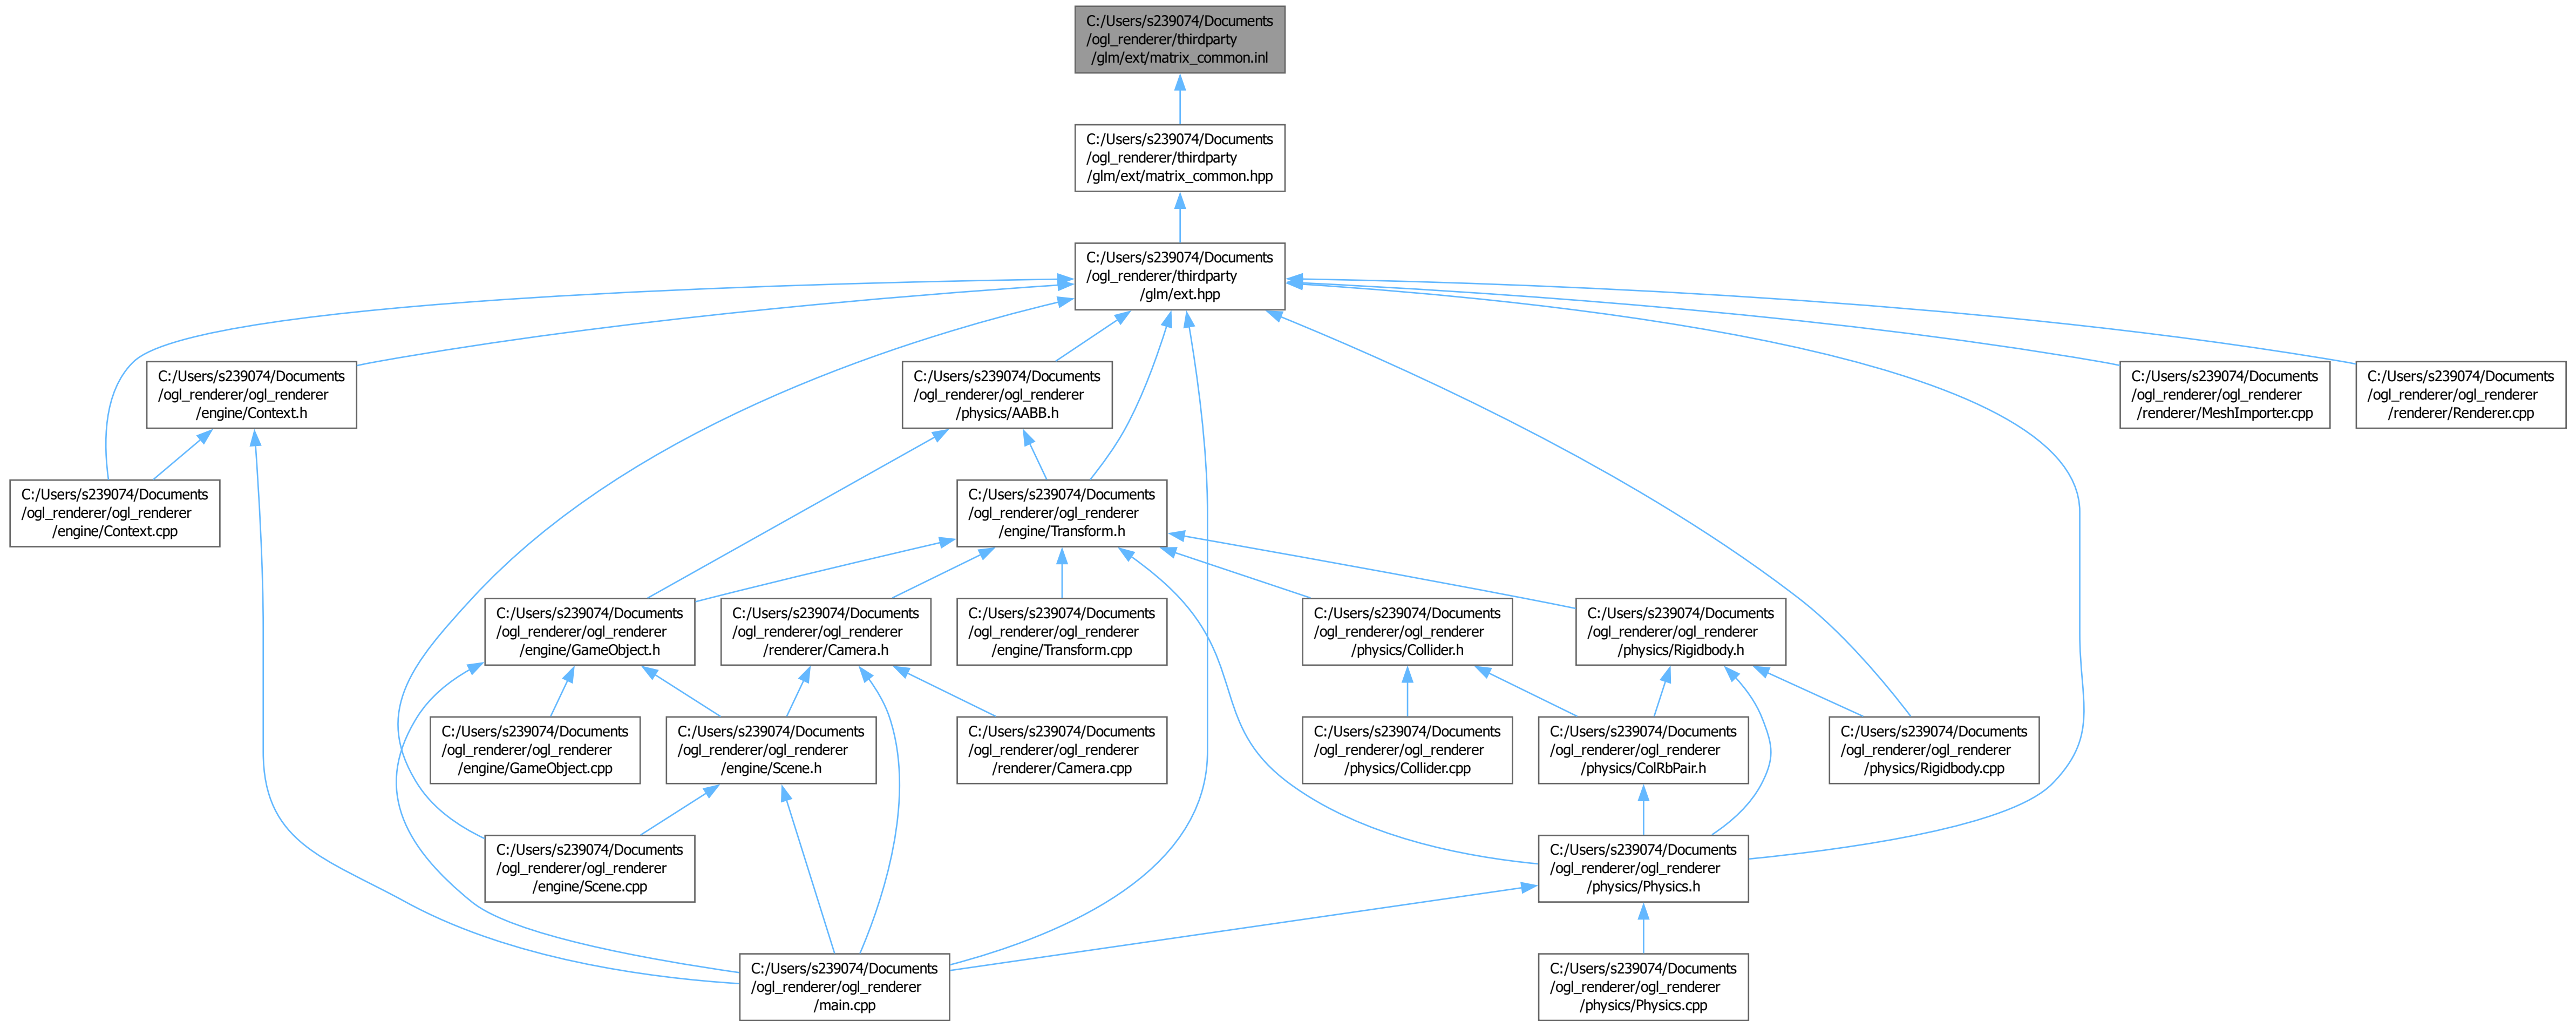 C:/Users/s239074/Documents
/ogl_renderer/thirdparty
/glm/ext/matrix_common.inl
C:/Users/s239074/Documents
/ogl_renderer/thirdparty
/glm/ext/matrix_common.hpp
C:/Users/s239074/Documents
/ogl_renderer/thirdparty
/glm/ext.hpp
C:/Users/s239074/Documents
/ogl_renderer/ogl_renderer
/engine/Context.h
C:/Users/s239074/Documents
/ogl_renderer/ogl_renderer
/physics/AABB.h
C:/Users/s239074/Documents
/ogl_renderer/ogl_renderer
/renderer/MeshImporter.cpp
C:/Users/s239074/Documents
/ogl_renderer/ogl_renderer
/renderer/Renderer.cpp
C:/Users/s239074/Documents
/ogl_renderer/ogl_renderer
/engine/Context.cpp
C:/Users/s239074/Documents
/ogl_renderer/ogl_renderer
/engine/Transform.h
C:/Users/s239074/Documents
/ogl_renderer/ogl_renderer
/engine/GameObject.h
C:/Users/s239074/Documents
/ogl_renderer/ogl_renderer
/renderer/Camera.h
C:/Users/s239074/Documents
/ogl_renderer/ogl_renderer
/engine/Transform.cpp
C:/Users/s239074/Documents
/ogl_renderer/ogl_renderer
/physics/Collider.h
C:/Users/s239074/Documents
/ogl_renderer/ogl_renderer
/physics/Rigidbody.h
C:/Users/s239074/Documents
/ogl_renderer/ogl_renderer
/engine/GameObject.cpp
C:/Users/s239074/Documents
/ogl_renderer/ogl_renderer
/engine/Scene.h
C:/Users/s239074/Documents
/ogl_renderer/ogl_renderer
/renderer/Camera.cpp
C:/Users/s239074/Documents
/ogl_renderer/ogl_renderer
/physics/Collider.cpp
C:/Users/s239074/Documents
/ogl_renderer/ogl_renderer
/physics/ColRbPair.h
C:/Users/s239074/Documents
/ogl_renderer/ogl_renderer
/physics/Rigidbody.cpp
C:/Users/s239074/Documents
/ogl_renderer/ogl_renderer
/engine/Scene.cpp
C:/Users/s239074/Documents
/ogl_renderer/ogl_renderer
/physics/Physics.h
C:/Users/s239074/Documents
/ogl_renderer/ogl_renderer
/main.cpp
C:/Users/s239074/Documents
/ogl_renderer/ogl_renderer
/physics/Physics.cpp